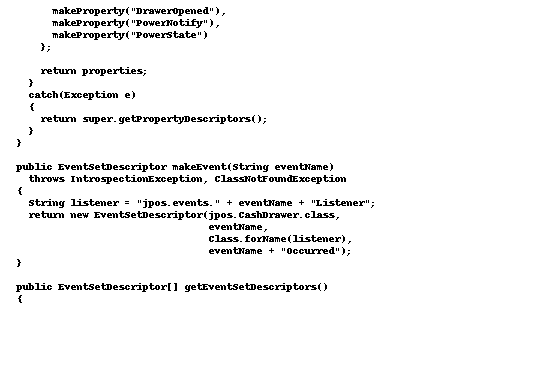 makeProperty("DrawerOpened"),
      makeProperty("PowerNotify"),
      makeProperty("PowerState")
    };

    return properties;
  }
  catch(Exception e)
  {
    return super.getPropertyDescriptors();
  }
}

public EventSetDescriptor makeEvent(String eventName)
  throws IntrospectionException, ClassNotFoundException
{
  String listener = "jpos.events." + eventName + "Listener";
  return new EventSetDescriptor(jpos.CashDrawer.class,
                                eventName,
                                Class.forName(listener),
                                eventName + "Occurred");
}

public EventSetDescriptor[] getEventSetDescriptors()
{